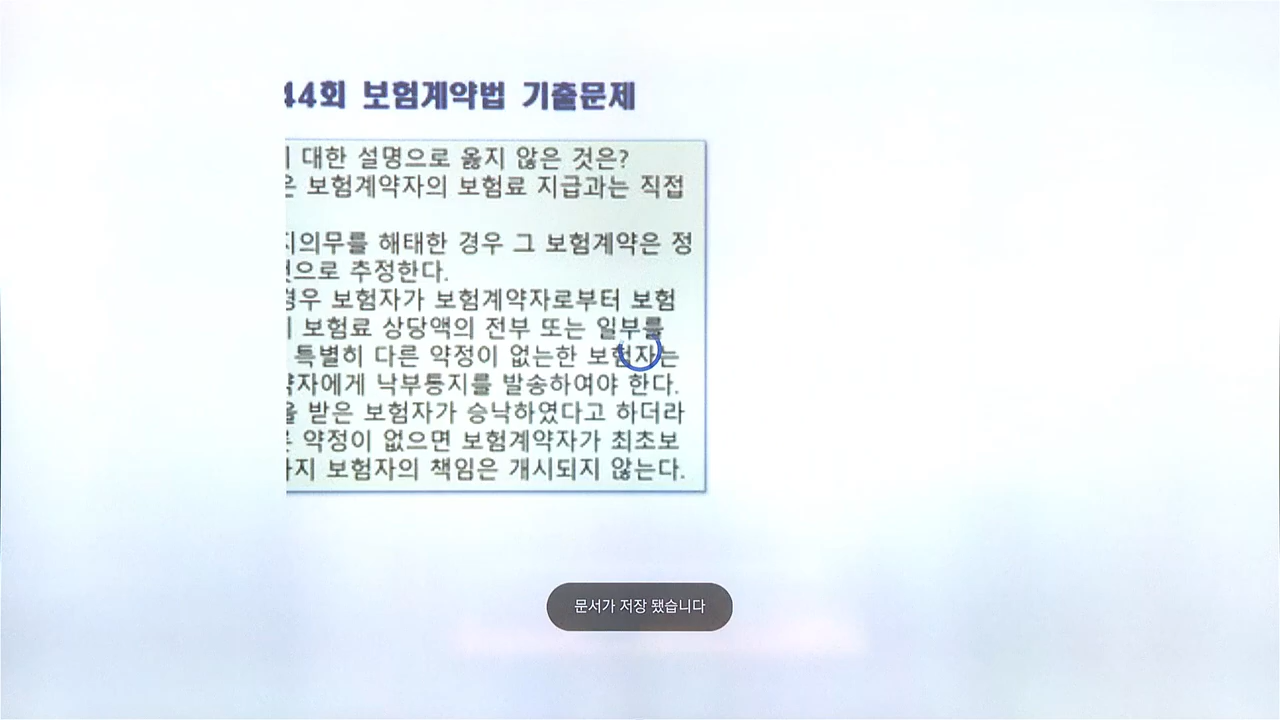 44회 보험계약법 기출문제
대한 설명으로 옳지 않은 것은?
보험계약자의 보험료 지급과는 직접
지의무를 해태한 경우 그 보험계약은 정
것으로 추정한다.
경우 보험자가 보험계약자로부터 보험
보험료 상당액의 전부 또는 일부를
특별히 다른 약정이 없는한 보험자는
약자에게 낙부통지를 발송하여야 한다.
을 받은 보험자가 승낙하였다고 하더라
약정이 없으면 보험계약자가 최초보
까지 보험자의 책임은 개시되지 않는다.
문서가 저장 됐습니다